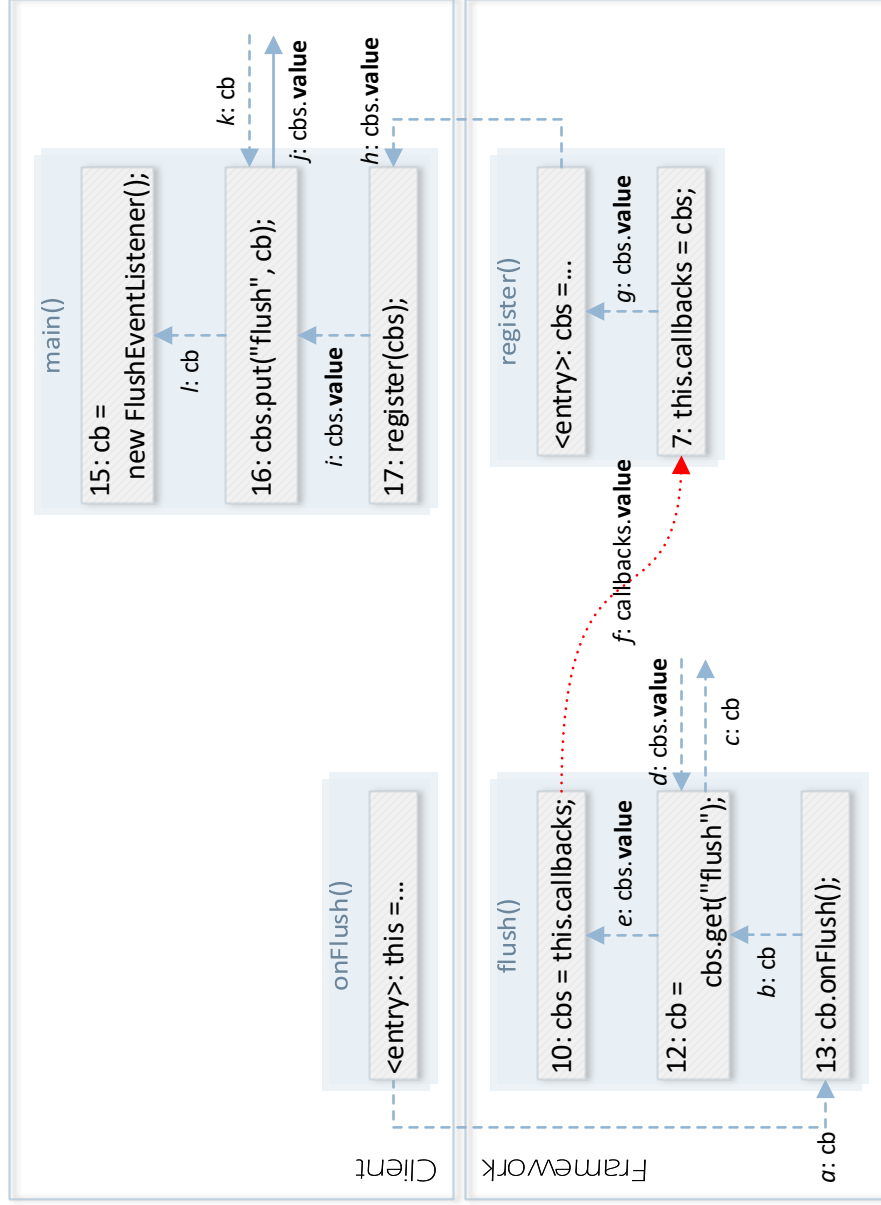 Client
onFlush()
<entry>: this =...
main()
15: cb =
new FlushEventListener();
l: cb
16: cbs.put("flush", cb);
k: cb
j: cbs.value
i: cbs.value
17: register(cbs);
h: cbs.value
Framework
flush()
10: cbs = this.callbacks;
e: cbs.value
12: cb =
cbs.get("flush");
d: cbs.value
c: cb
b: cb
13: cb.onFlush();
a: cb
f: callbacks.value
register()
<entry>: cbs =...
g: cbs.value
7: this.callbacks = cbs;